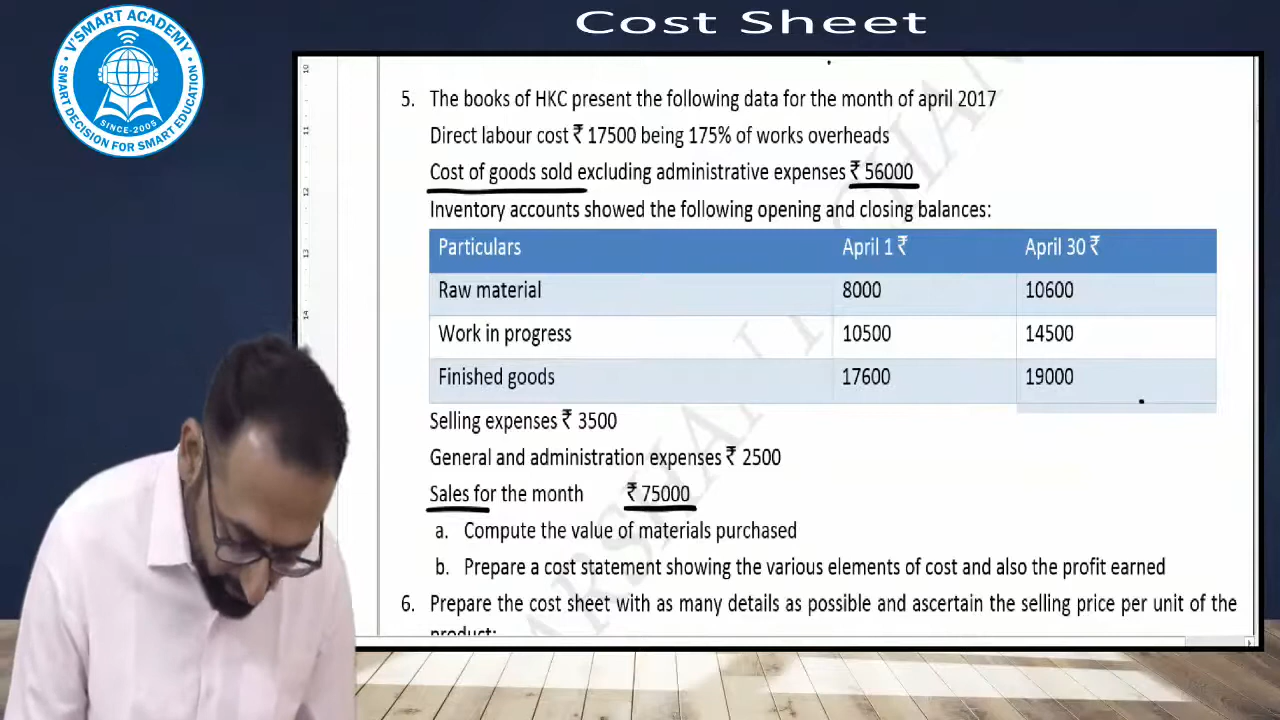 Cost Sheet
V'SMART ACADEMY
SINCE-2005
SMART DECISION FOR SMART EDUCATION
10
11
12
13
14
5. The books of HKC present the following data for the month of april 2017
Direct labour cost ₹ 17500 being 175% of works overheads
Cost of goods sold excluding administrative expenses ₹ 56000
Inventory accounts showed the following opening and closing balances:
Particulars April 1 ₹ April 30 ₹
Raw material 8000 10600
Work in progress 10500 14500
Finished goods 17600 19000
Selling expenses ₹ 3500
General and administration expenses ₹ 2500
Sales for the month ₹ 75000
a. Compute the value of materials purchased
b. Prepare a cost statement showing the various elements of cost and also the profit earned
6. Prepare the cost sheet with as many details as possible and ascertain the selling price per unit of the
product: